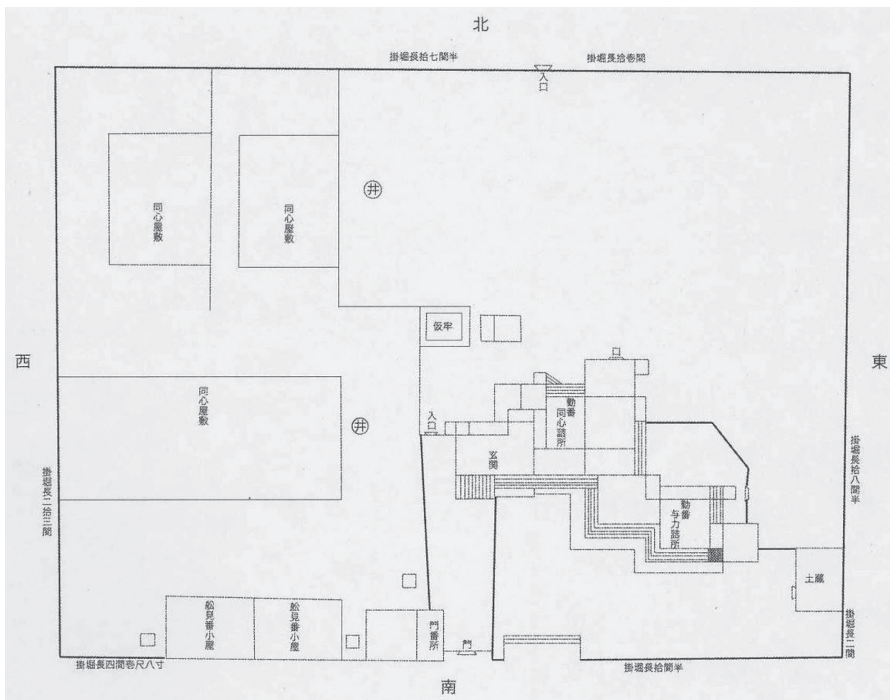 北
掛堀長拾七間半
掛堀長拾壱間
入口
井
同心屋敷
同心屋敷
仮牢
西
東
口
同心屋敷
勤番
同心詰所
井
入口
玄関
掛堀長拾八間半
掛堀長二拾三間
勤番
与力詰所
土蔵
舩見番小屋
舩見番小屋
門番所
門
掛堀長二間
掛堀長四間壱尺八寸
掛堀長拾間半
南